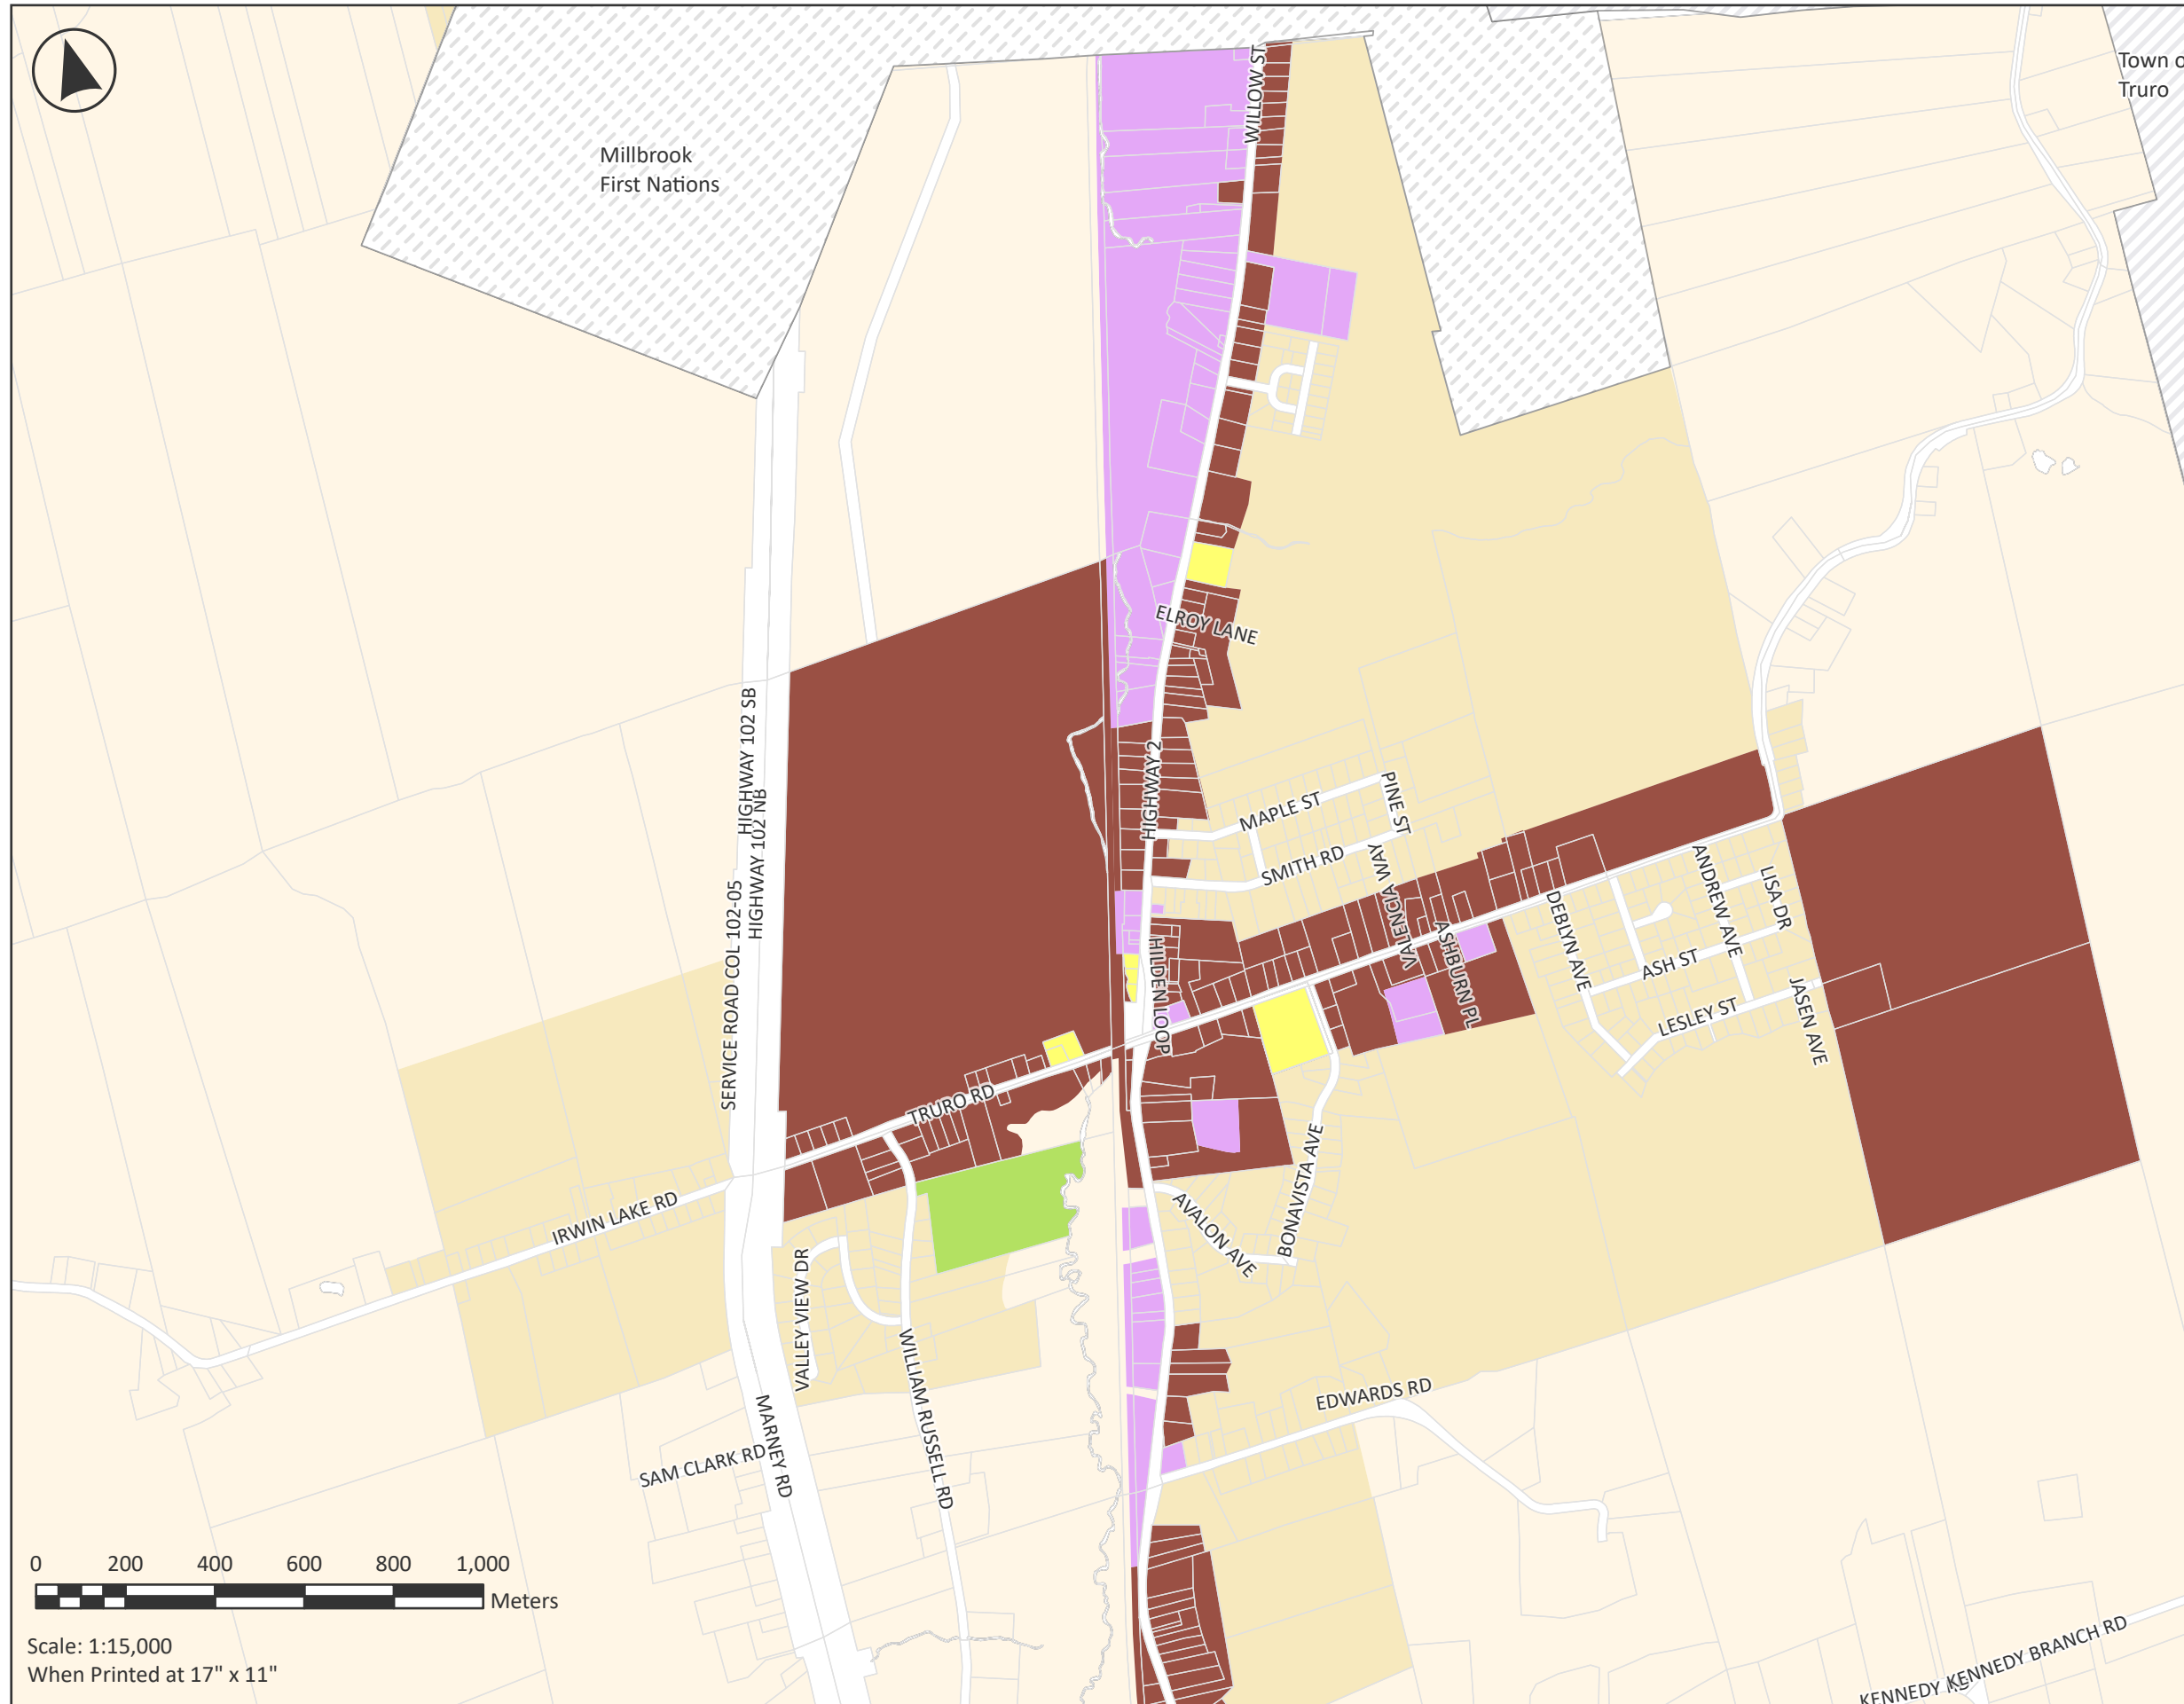 Town o
Truro
WILLOW ST
Millbrook
First Nations
ELROY LANE
HIGHWAY 102 SB
HIGHWAY 102 NB
HIGHWAY 2
MAPLE ST
PINE ST
SMITH RD
VALENCIA WAY
ASHBURN PL
DEBLYN AVE
ANDREW AVE
LISA DR
ASH ST
LESLEY ST
JASEN AVE
SERVICE ROAD COL 102-05
HILDEN LOOP
TRURO RD
IRWIN LAKE RD
AVALON AVE
BONAVISTA AVE
VALLEY VIEW DR
WILLIAM RUSSELL RD
EDWARDS RD
MARNEY RD
SAM CLARK RD
0 200 400 600 800 1,000
Meters
Scale: 1:15,000
When Printed at 17" x 11"
KENNEDY BRANCH RD
KENNEDY RD